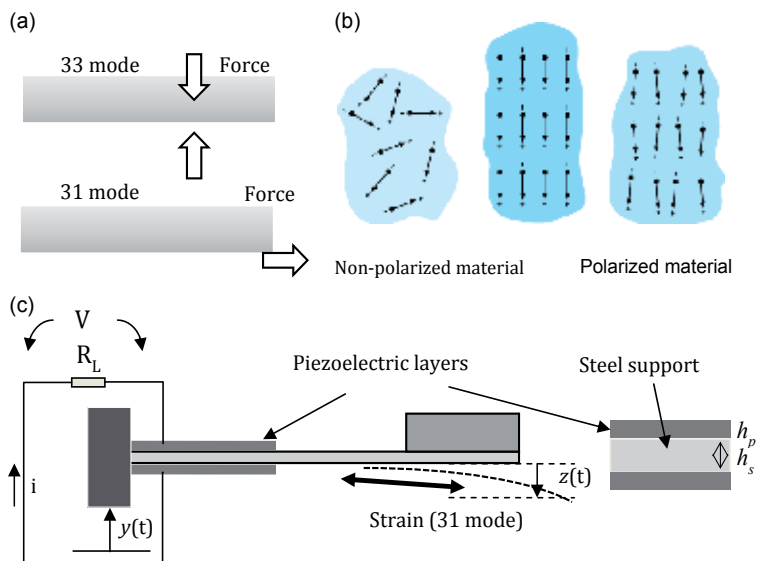 (a)
33 mode Force
31 mode Force
(b)
Non-polarized material
Polarized material
(c)
V
R_L
Piezoelectric layers
Steel support
h_p
h_s
i
y(t)
z(t)
Strain (31 mode)